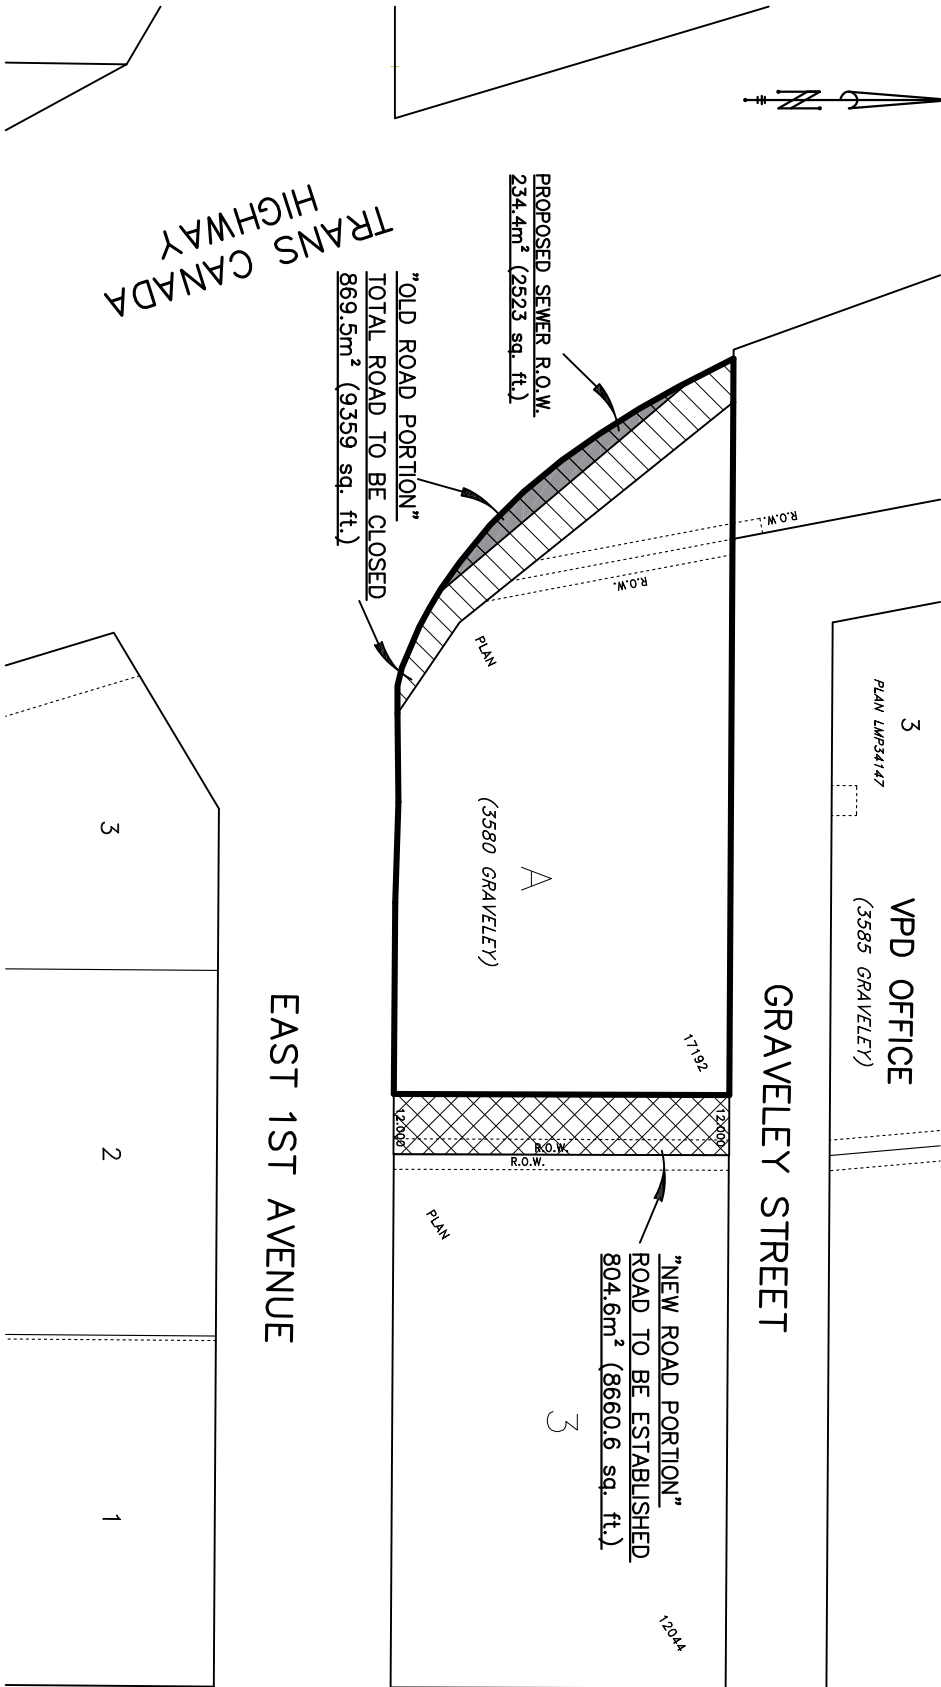 N
TRANS CANADA
HIGHWAY
PROPOSED SEWER R.O.W.
234.4m² (2523 sq. ft.)
"OLD ROAD PORTION"
TOTAL ROAD TO BE CLOSED
869.5m² (9359 sq. ft.)
R.O.W.
R.O.W.
PLAN
3
PLAN LMP34147
VPD OFFICE
(3585 GRAVELEY)
A
(3580 GRAVELEY)
17192
GRAVELEY STREET
12.000
12.000
R.O.W.
R.O.W.
PLAN
"NEW ROAD PORTION"
ROAD TO BE ESTABLISHED
804.6m² (8660.6 sq. ft.)
3
12044
EAST 1ST AVENUE
3
2
1